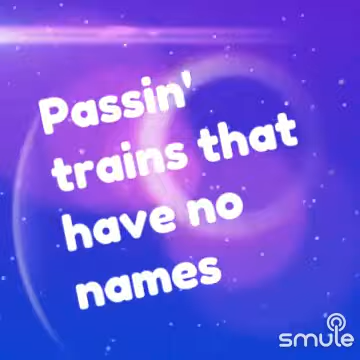 Passin'
trains that
have no
names
smule